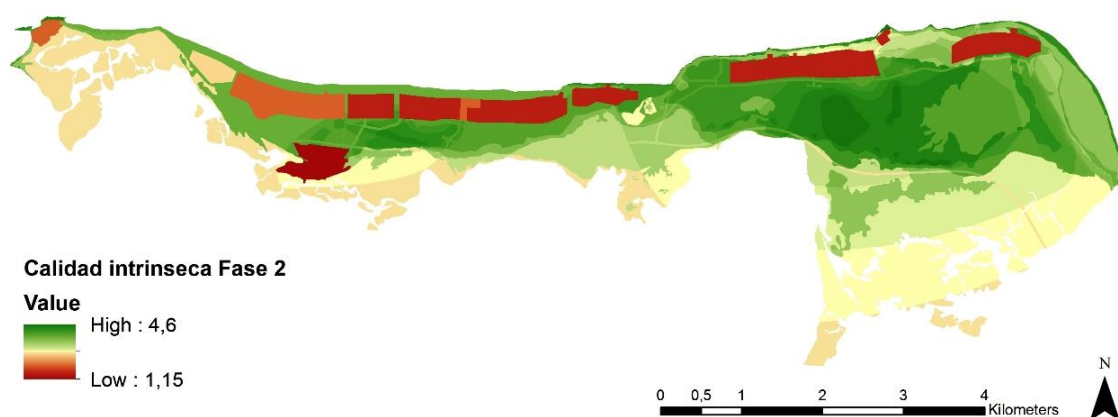 Calidad intrinseca Fase 2
Value
High : 4,6
Low : 1,15
N
0 0,5 1 2 3 4
Kilometers